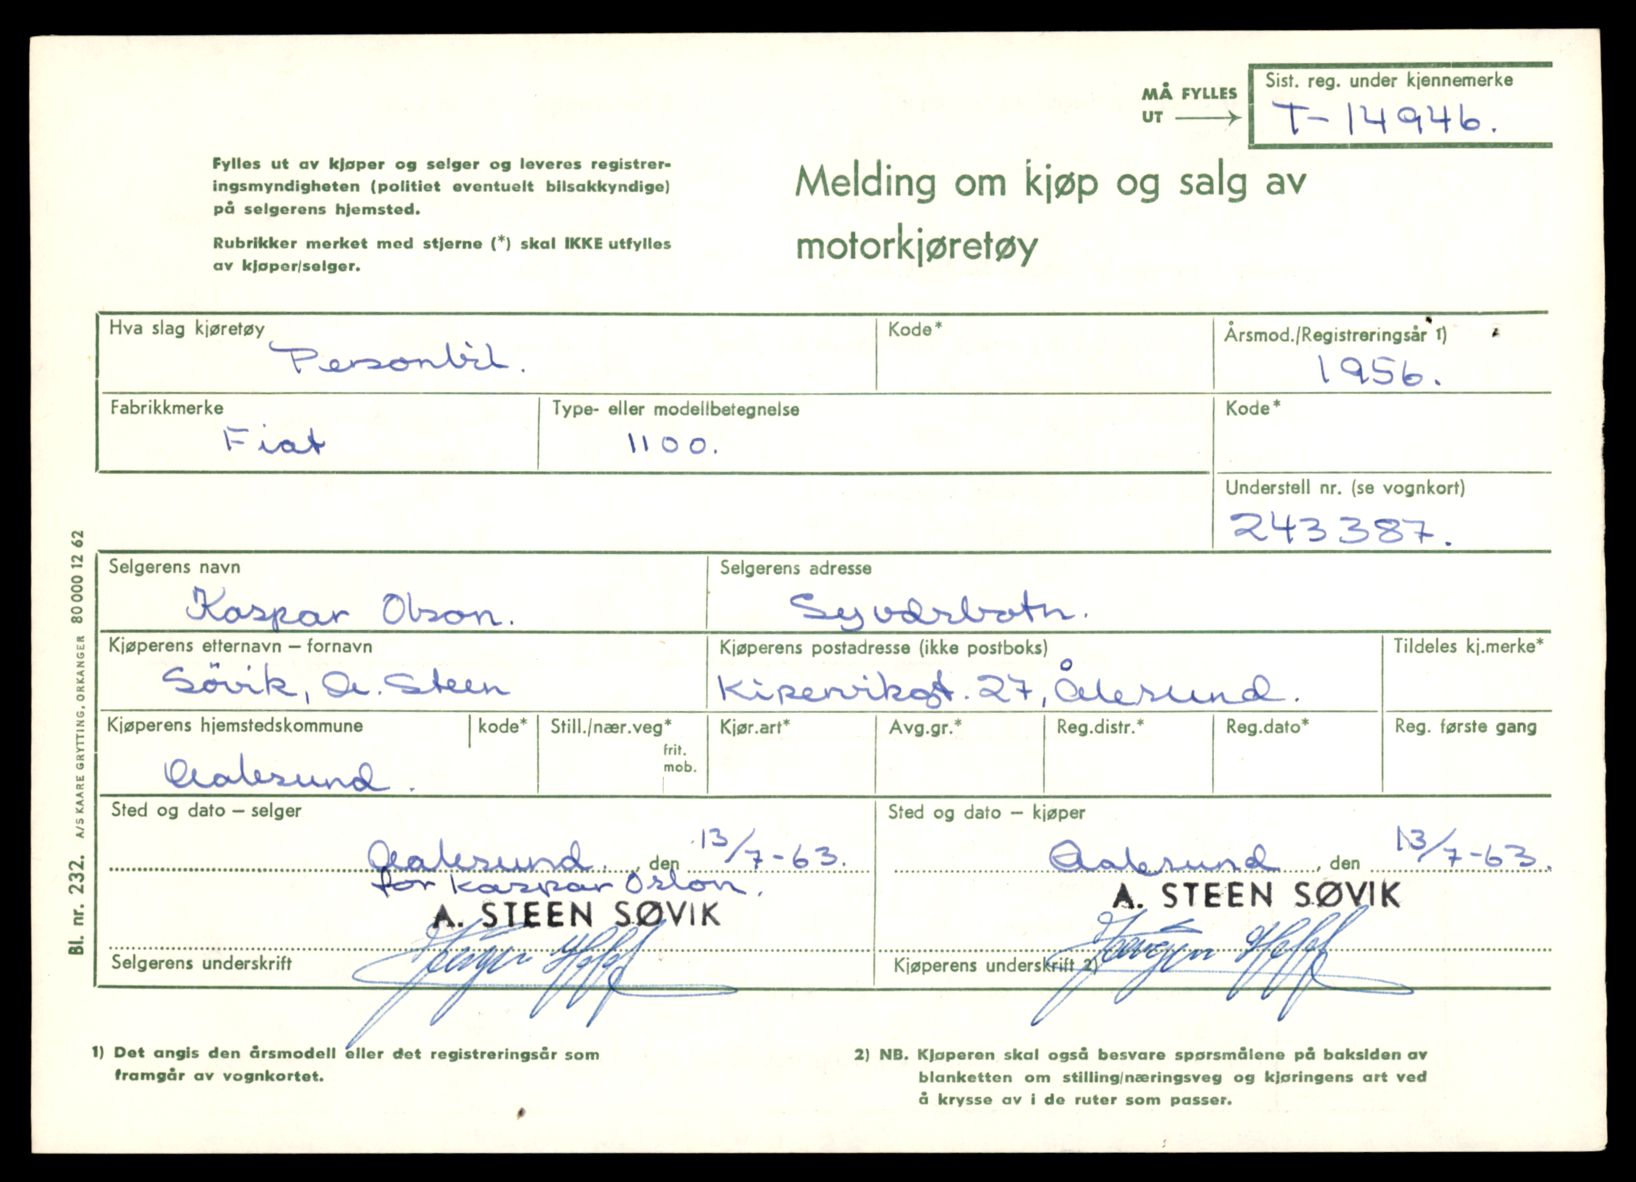 MÅ FYLLES
UT
Sist. reg. under kjennemerke
T-14946.
Fylles ut av kjøper og selger og leveres registrer-
ingsmyndigheten (politiet eventuelt bilsakkyndige)
på selgerens hjemsted.
Rubrikker merket med stjerne (*) skal IKKE utfylles
av kjøper/selger.
Melding om kjøp og salg av
motorkjøretøy
Hva slag kjøretøy
Personbil.
Kode*
Årsmod./Registreringsår 1)
1956.
Fabrikkmerke
Fiat
Type- eller modellbetegnelse
1100.
Kode*
Understell nr. (se vognkort)
243387.
Selgerens navn
Kaspar Olson.
Selgerens adresse
Syvdsbotn.
Kjøperens etternavn – fornavn
Sövik, A. Steen
Kjøperens postadresse (ikke postboks)
Kipervikgt. 27, Ålesund.
Tildeles kj.merke*
Kjøperens hjemstedskommune
Aalesund.
kode*
Still./nær.veg*
frit.
mob.
Kjør.art*
Avg.gr.*
Reg.distr.*
Reg.dato*
Reg. første gang
Sted og dato – selger
Aalesund. , den 13/7-63.
for Kaspar Oslon.
A. STEEN SØVIK
Selgerens underskrift
Sted og dato – kjøper
Aalesund , den 13/7-63.
A. STEEN SØVIK
Kjøperens underskrift 2)
1) Det angis den årsmodell eller det registreringsår som
framgår av vognkortet.
2) NB. Kjøperen skal også besvare spørsmålene på baksiden av
blanketten om stilling/næringsveg og kjøringens art ved
å krysse av i de ruter som passer.
Bl. nr. 232. A/S KAARE GRYTTING, ORKANGER 80 000 12 62